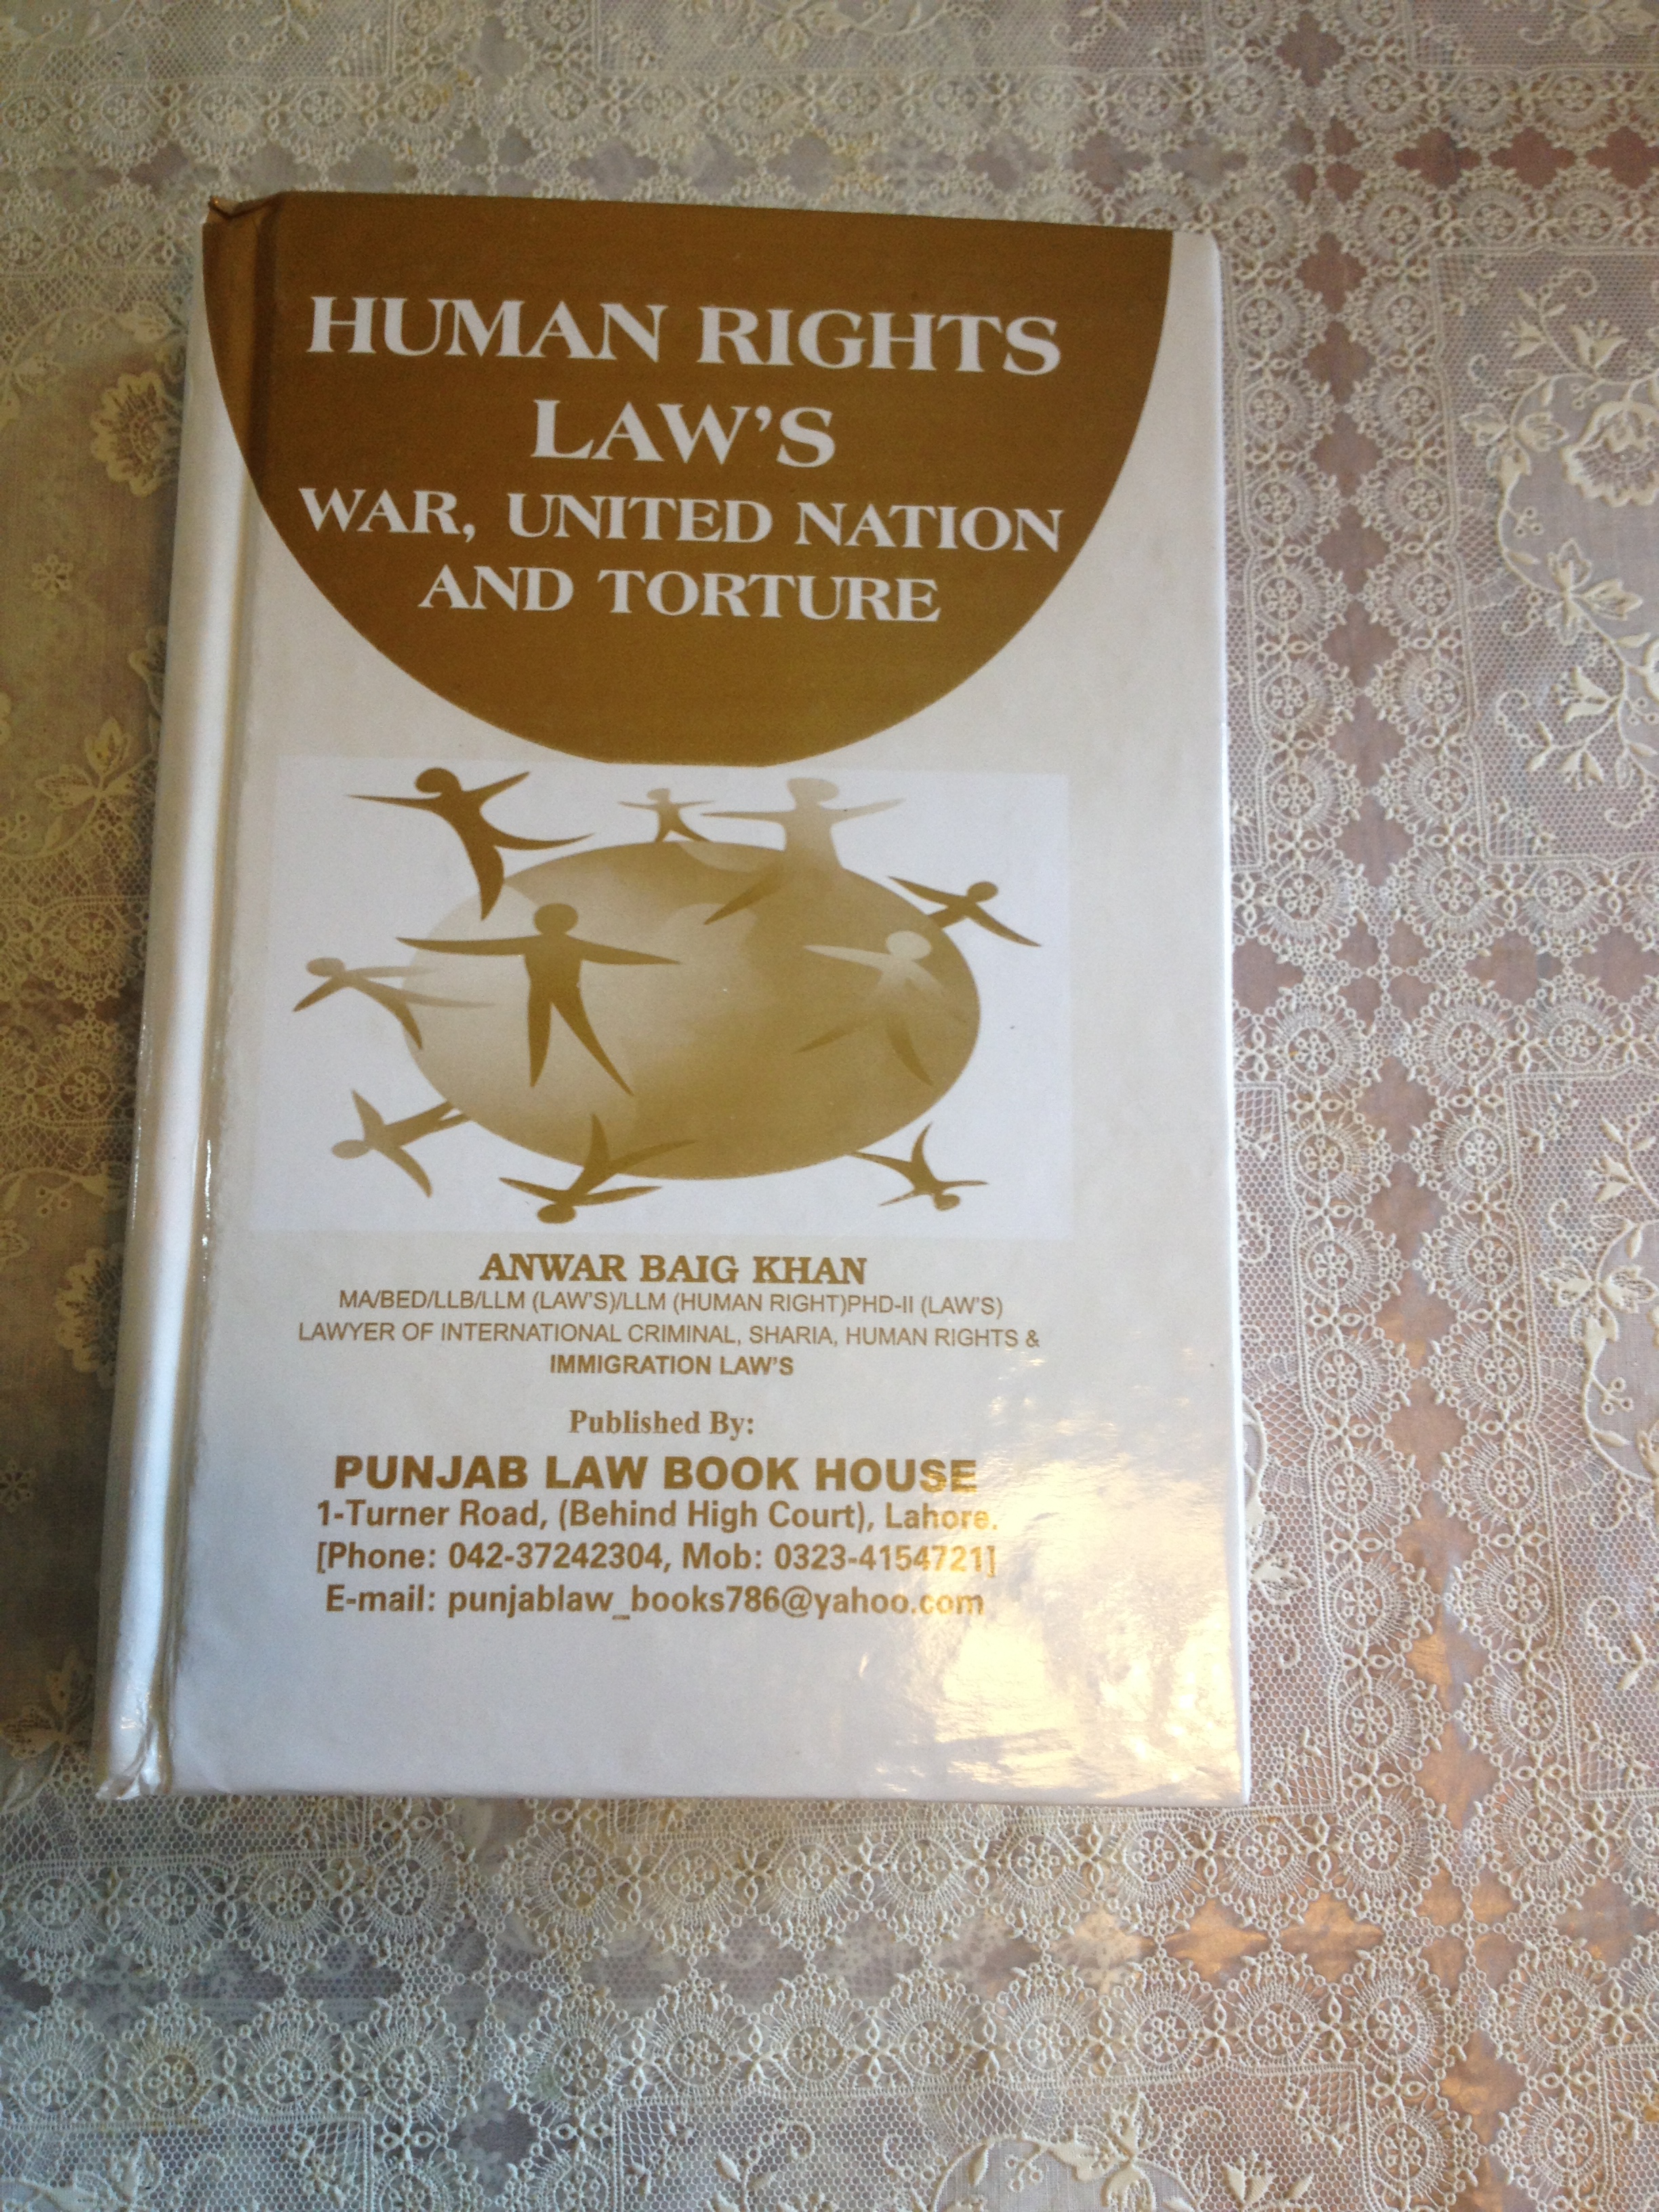 HUMAN RIGHTS
LAW'S
WAR, UNITED NATION
AND TORTURE
ANWAR BAIG KHAN
MA/BED/LLB/LLM (LAW'S)/LLM (HUMAN RIGHT)PHD-II (LAW'S)
LAWYER OF INTERNATIONAL CRIMINAL, SHARIA, HUMAN RIGHTS &
IMMIGRATION LAW'S
Published By:
PUNJAB LAW BOOK HOUSE
1-Turner Road, (Behind High Court), Lahore.
[Phone: 042-37242304, Mob: 0323-4154721]
E-mail: punjablaw_books786@yahoo.com